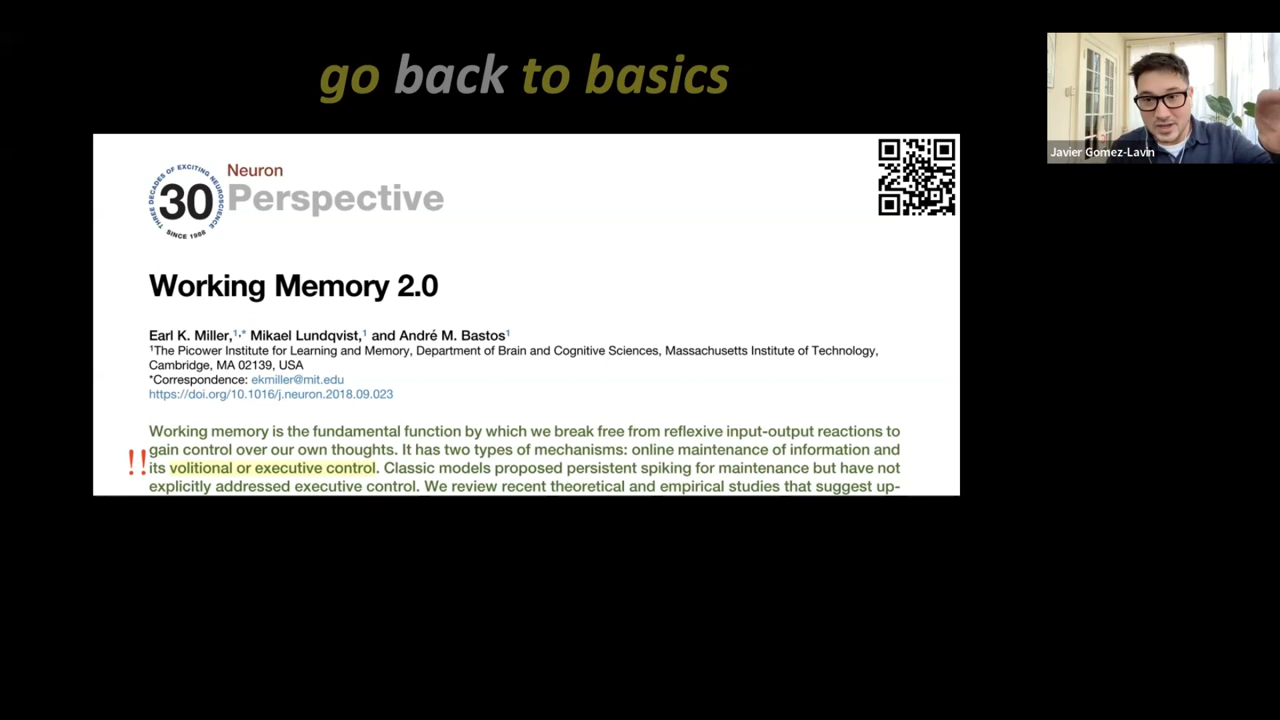 go back to basics
Javier Gomez-Lavin
THREE DECADES OF EXCITING NEUROSCIENCE
30
SINCE 1988
Neuron
Perspective
Working Memory 2.0
Earl K. Miller,1,* Mikael Lundqvist,1 and André M. Bastos1
1The Picower Institute for Learning and Memory, Department of Brain and Cognitive Sciences, Massachusetts Institute of Technology,
Cambridge, MA 02139, USA
*Correspondence: ekmiller@mit.edu
https://doi.org/10.1016/j.neuron.2018.09.023
Working memory is the fundamental function by which we break free from reflexive input-output reactions to
gain control over our own thoughts. It has two types of mechanisms: online maintenance of information and
!! its volitional or executive control. Classic models proposed persistent spiking for maintenance but have not
explicitly addressed executive control. We review recent theoretical and empirical studies that suggest up-